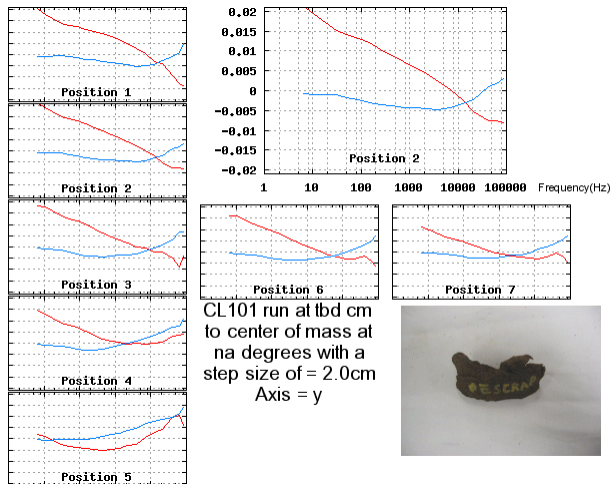 Position 1
Position 2
Position 3
Position 4
Position 5
0.02
0.015
0.01
0.005
0
-0.005
-0.01
-0.015
-0.02
Position 2
1 10 100 1000 10000 100000 Frequency(Hz)
Position 6
Position 7
CL101 run at tbd cm
to center of mass at
na degrees with a
step size of = 2.0cm
Axis = y